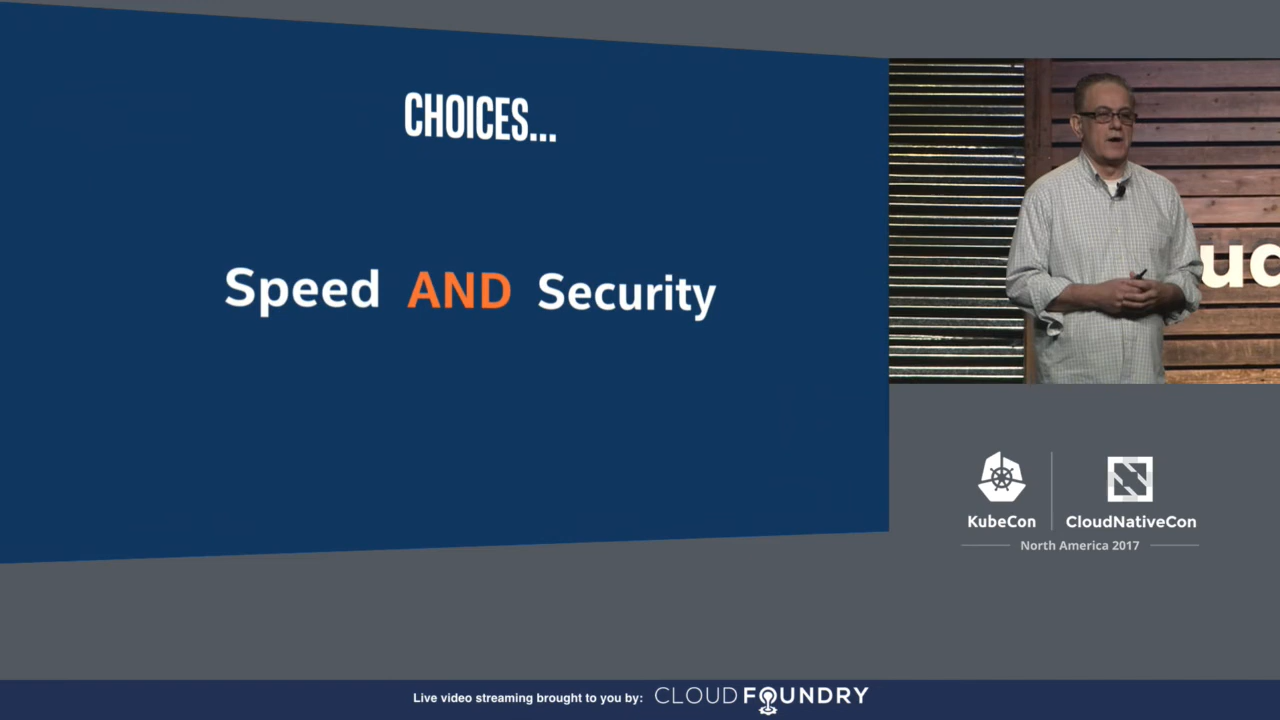 CHOICES...
Speed AND Security
KubeCon
CloudNativeCon
North America 2017
Live video streaming brought to you by: CLOUD FOUNDRY